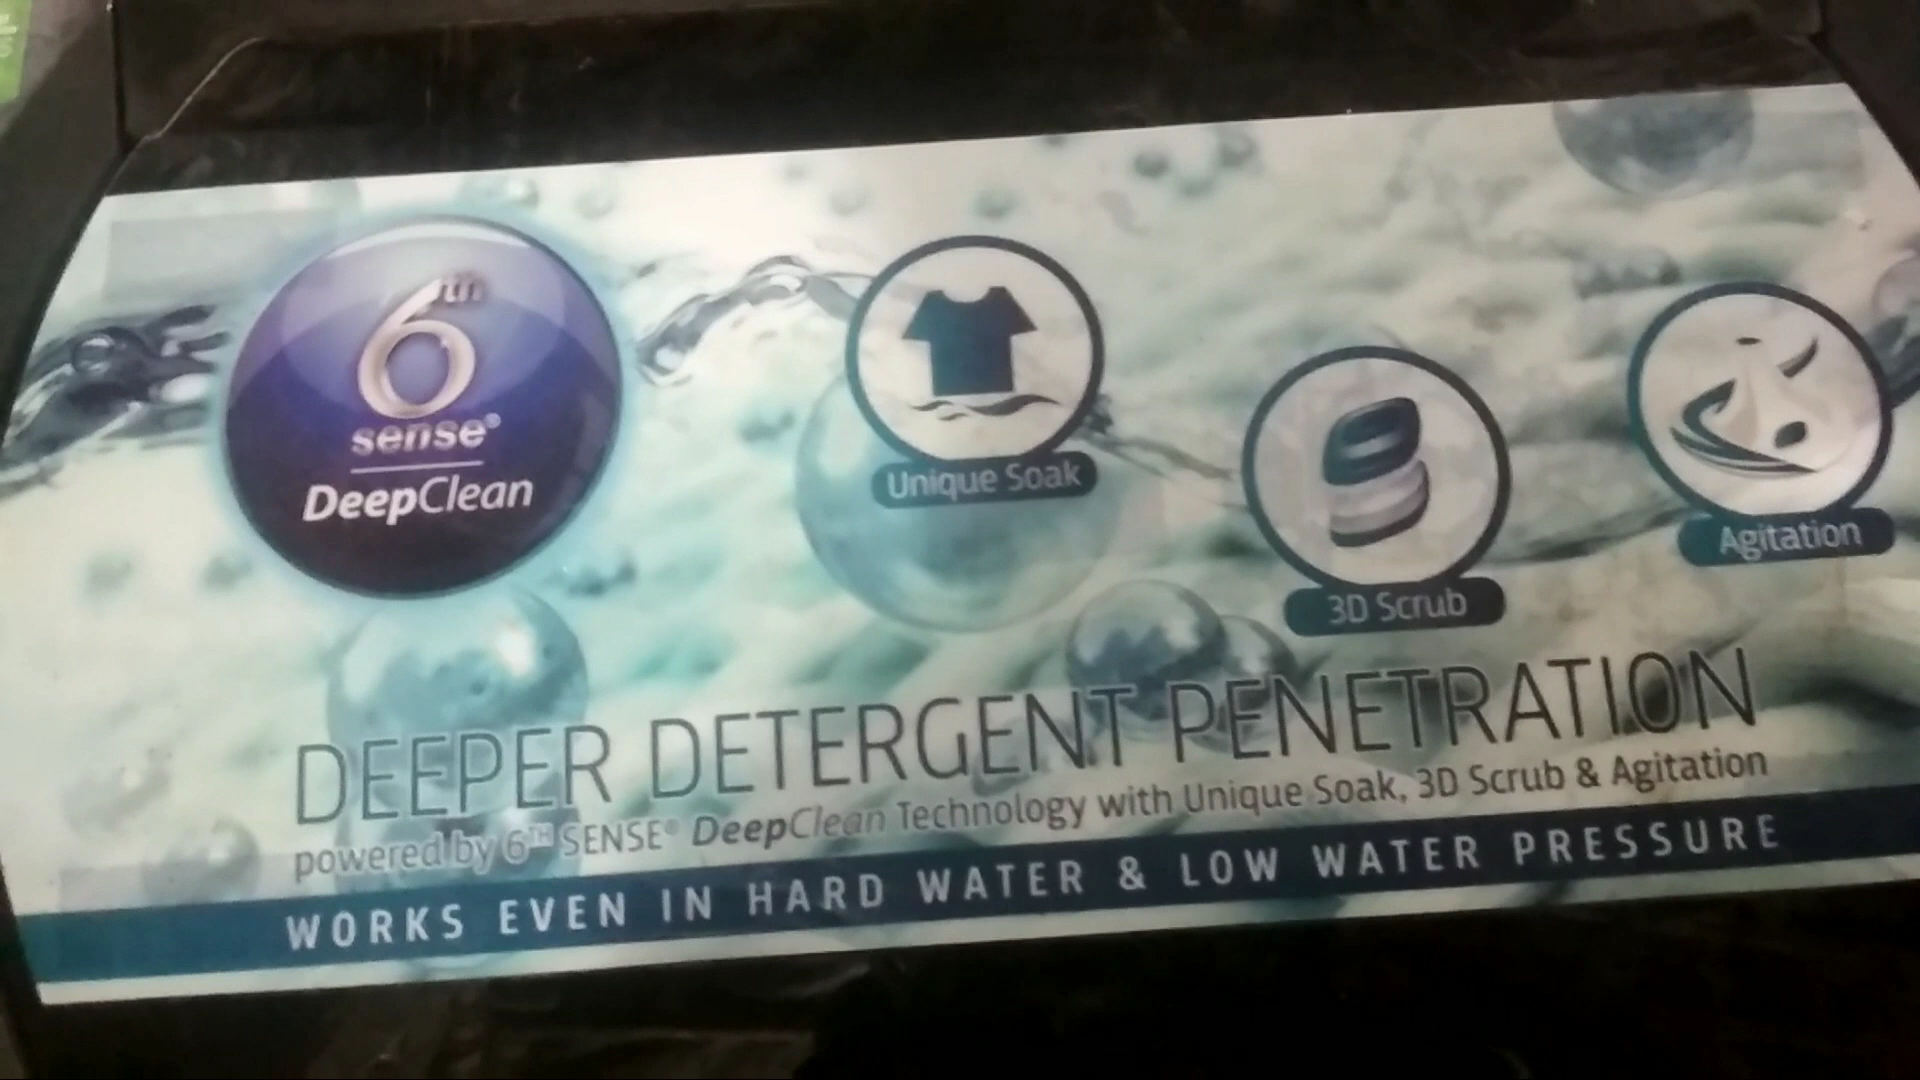 6th
sense®
DeepClean
Unique Soak
3D Scrub
Agitation
DEEPER DETERGENT PENETRATION
powered by 6TH SENSE® DeepClean Technology with Unique Soak, 3D Scrub & Agitation
WORKS EVEN IN HARD WATER & LOW WATER PRESSURE